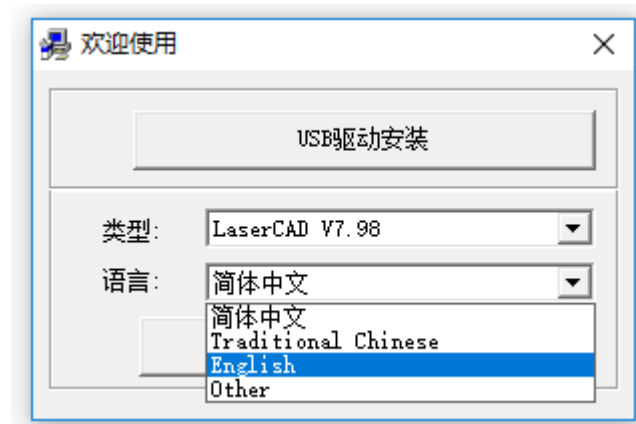 欢迎使用
USB驱动安装
类型: LaserCAD V7.98
语言: 简体中文
简体中文
Traditional Chinese
English
Other